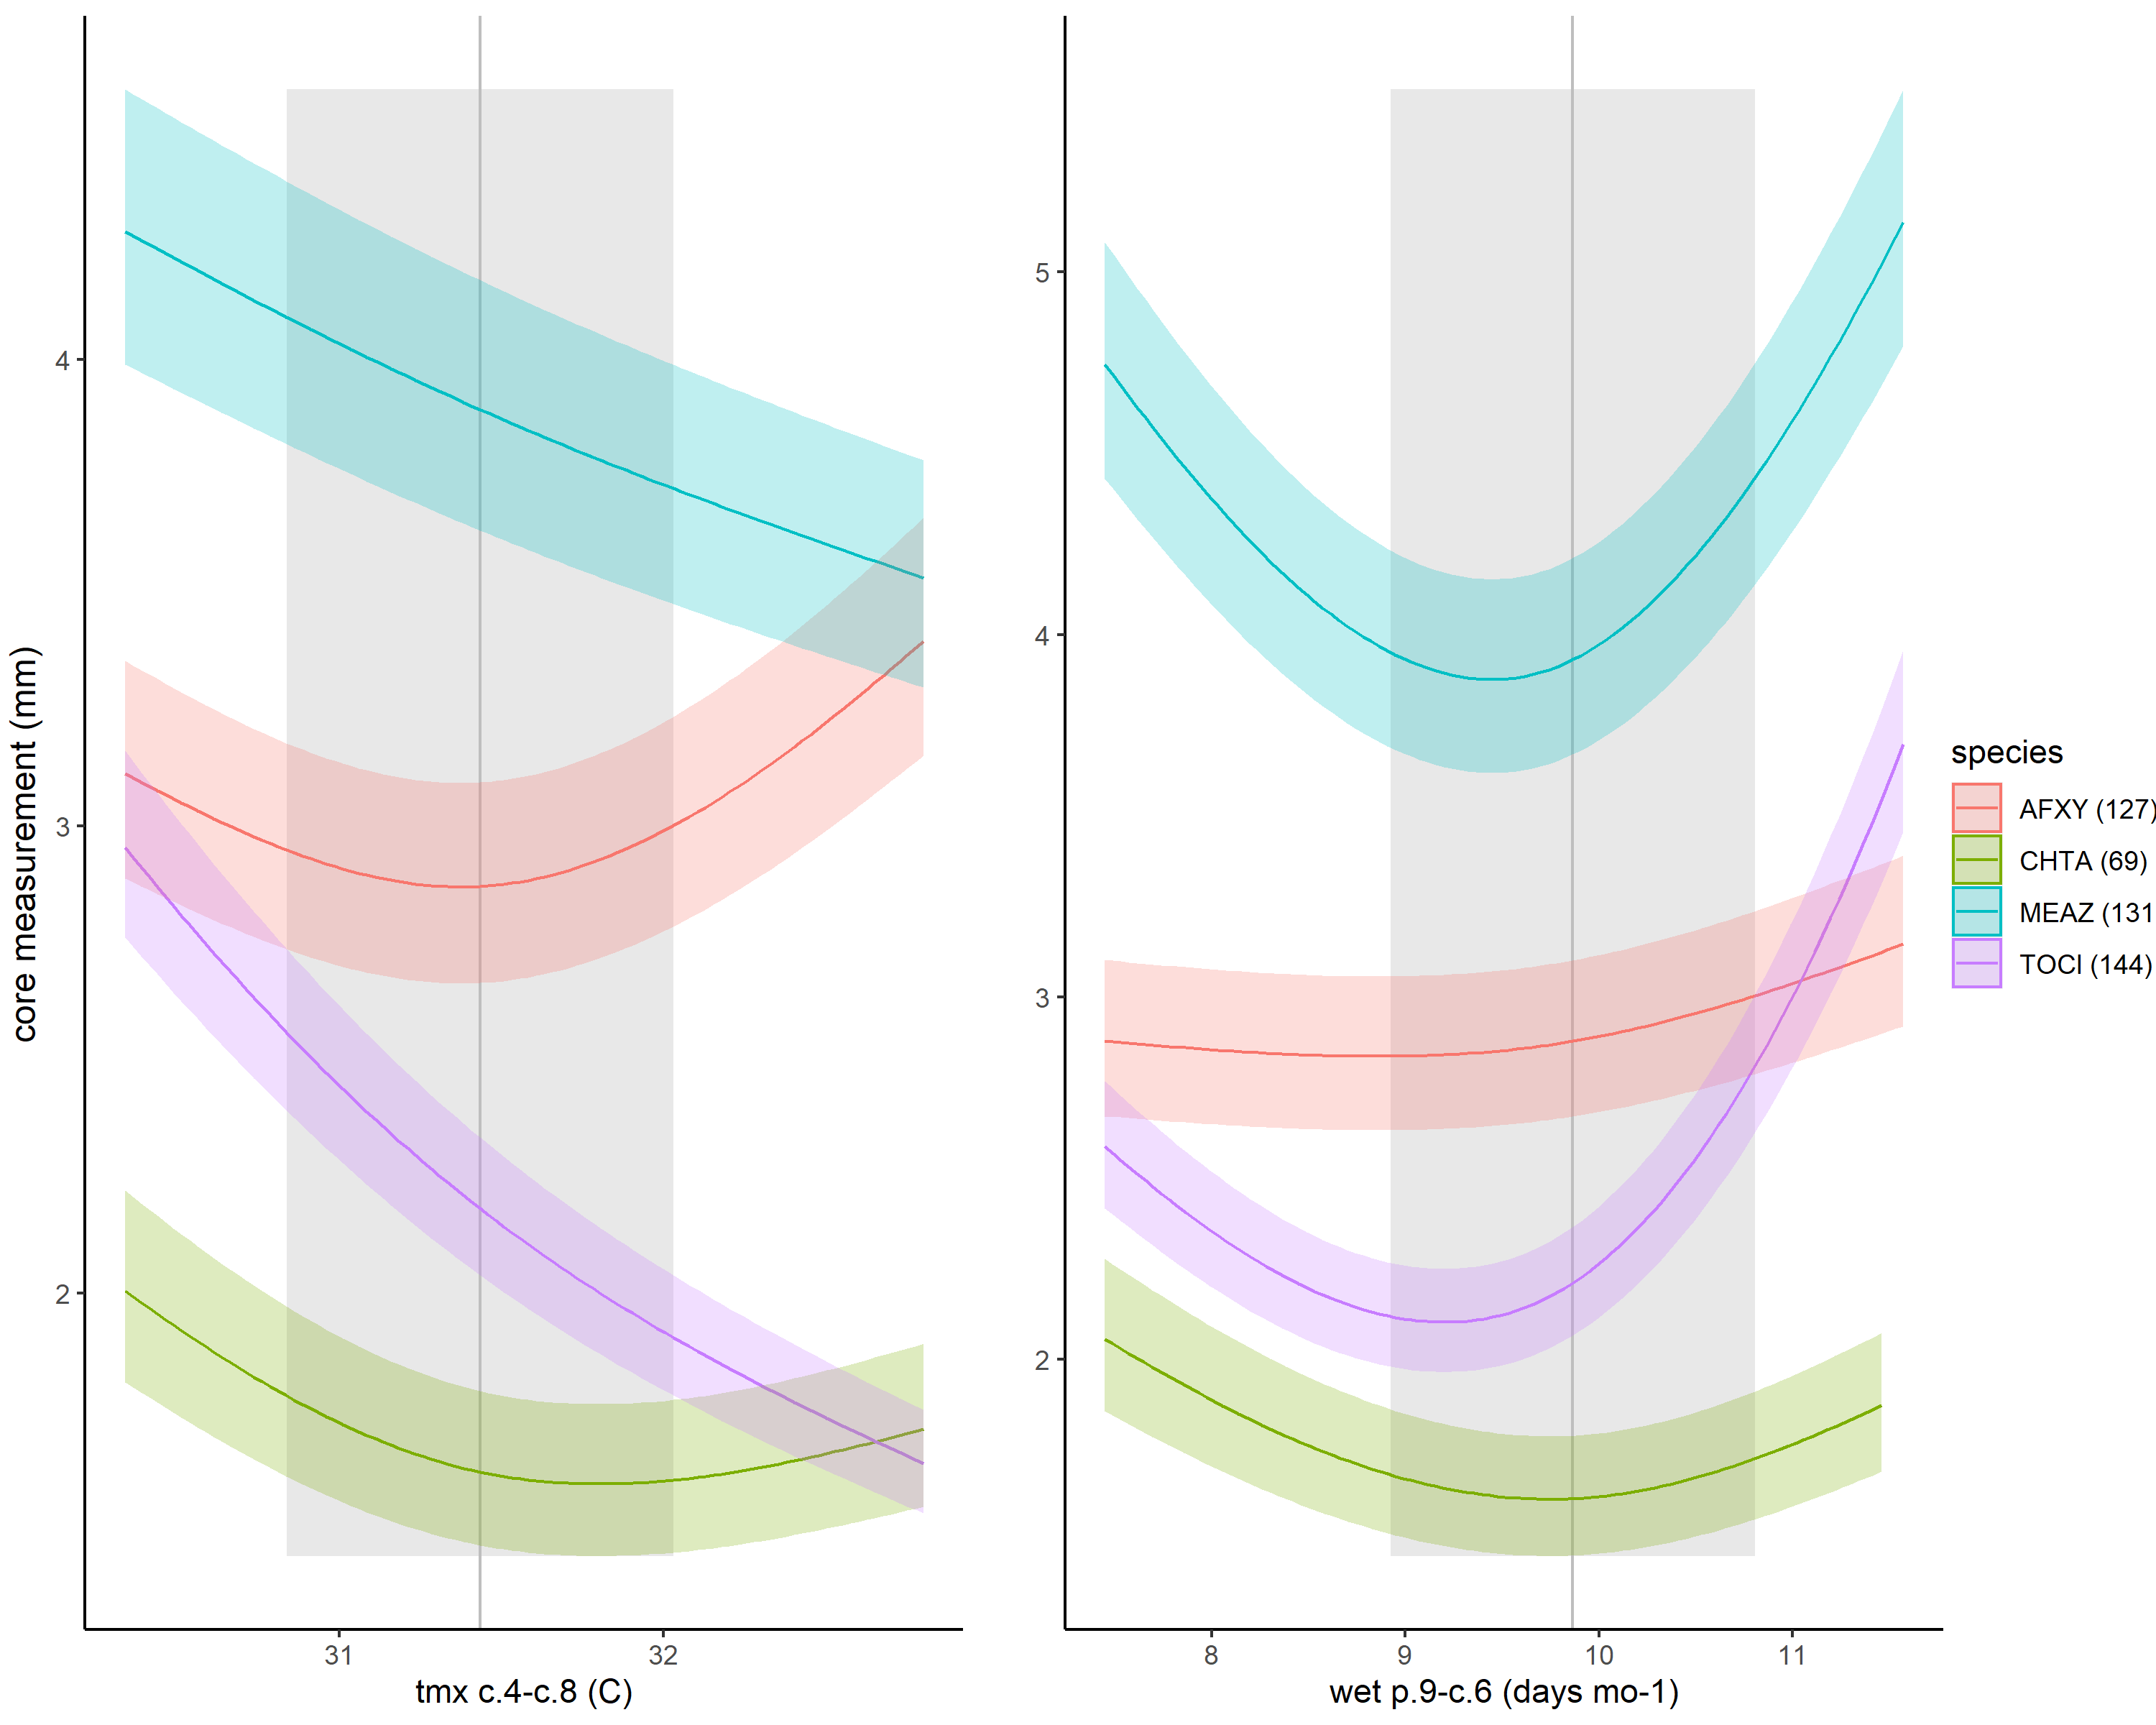 core measurement (mm)
4
3
2
31 32
tmx c.4-c.8 (C)
5
4
3
2
8 9 10 11
wet p.9-c.6 (days mo-1)
species
AFXY (127)
CHTA (69)
MEAZ (131
TOCI (144)